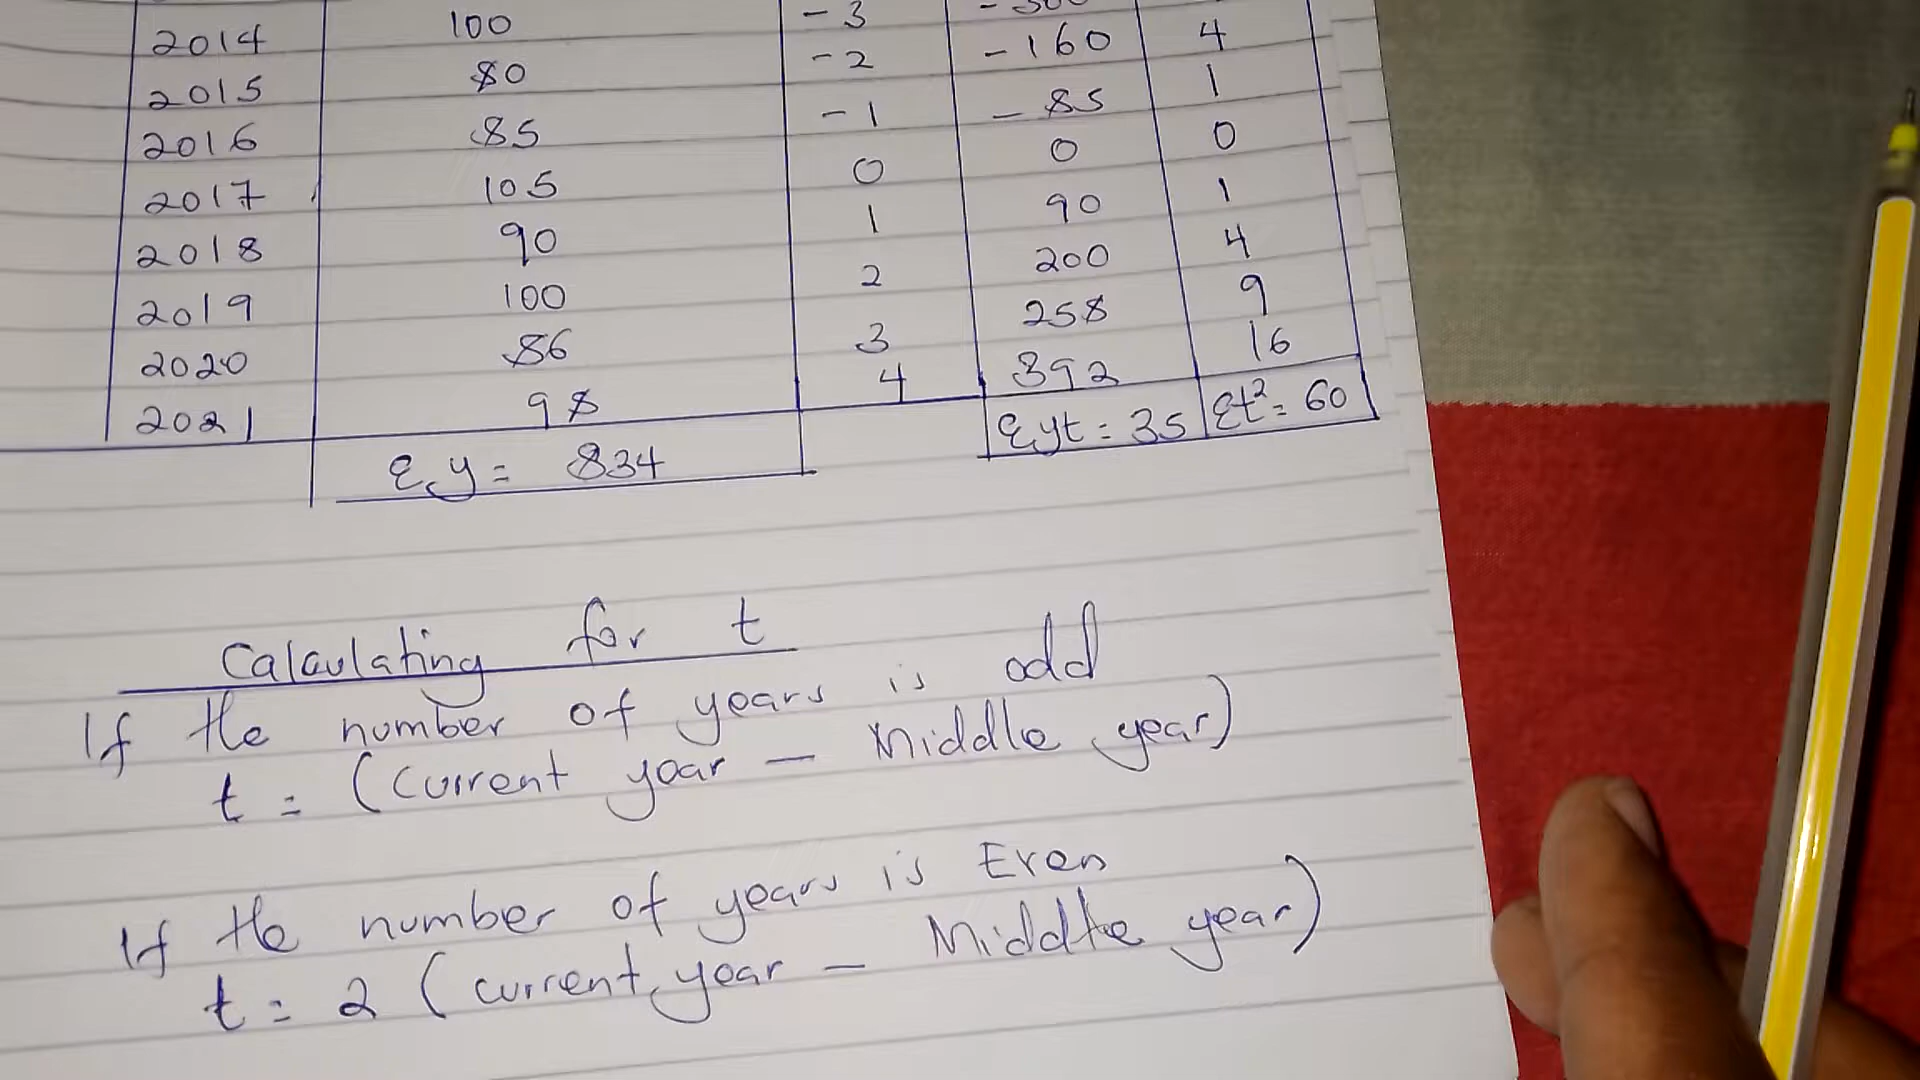 2014 100 -3 -300
2015 80 -2 -160 4
2016 85 -1 -85 1
2017 105 0 0 0
2018 90 1 90 1
2019 100 2 200 4
2020 86 3 258 9
2021 98 4 392 16
Σy = 834 Σyt = 35 Σt² = 60
Calculating for t
If the number of years is odd
t = (current year - Middle year)
If the number of years is Even
t = 2 (current year - Middle year)